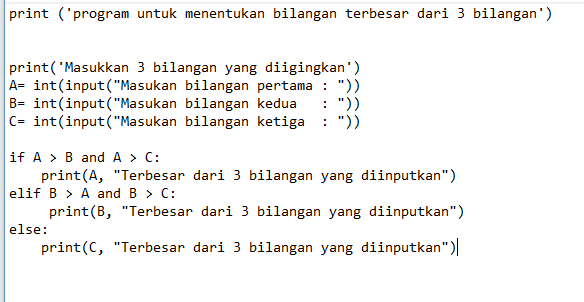 print ('program untuk menentukan bilangan terbesar dari 3 bilangan')
print('Masukkan 3 bilangan yang diigingkan')
A= int(input("Masukan bilangan pertama : "))
B= int(input("Masukan bilangan kedua   : "))
C= int(input("Masukan bilangan ketiga  : "))
if A > B and A > C:
    print(A, "Terbesar dari 3 bilangan yang diinputkan")
elif B > A and B > C:
     print(B, "Terbesar dari 3 bilangan yang diinputkan")
else:
    print(C, "Terbesar dari 3 bilangan yang diinputkan")